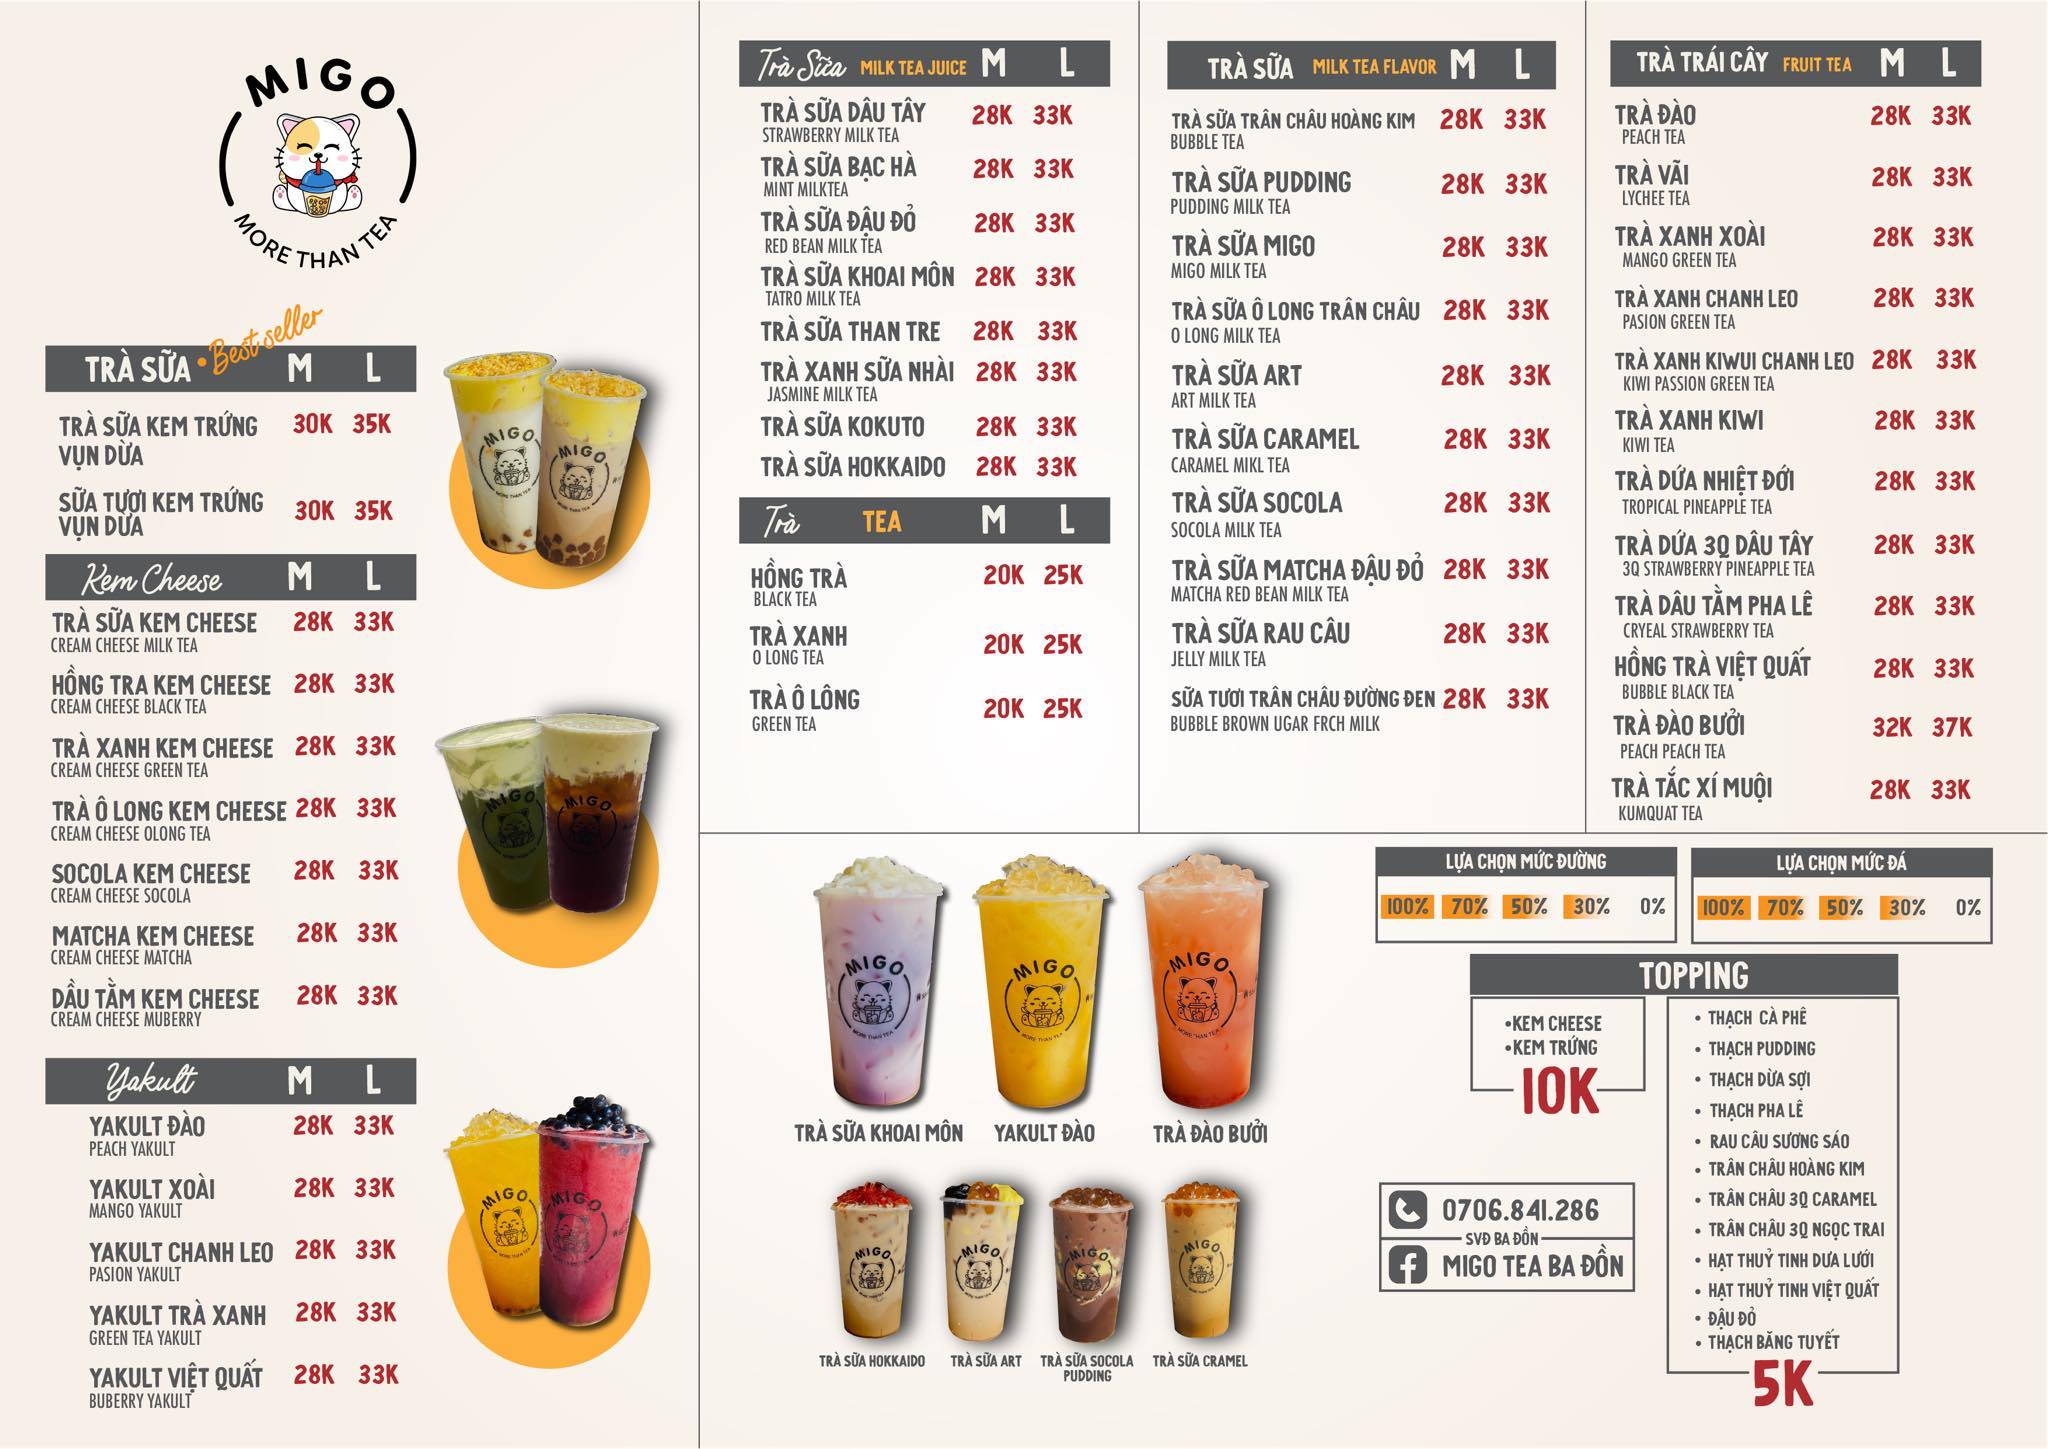 MIGO
MORE THAN TEA
TRÀ SỮA • Best seller M L
TRÀ SỮA KEM TRỨNG 30K 35K
VỤN DỪA
SỮA TƯƠI KEM TRỨNG 30K 35K
VỤN DỪA
Kem Cheese M L
TRÀ SỮA KEM CHEESE 28K 33K
CREAM CHEESE MILK TEA
HỒNG TRA KEM CHEESE 28K 33K
CREAM CHEESE BLACK TEA
TRÀ XANH KEM CHEESE 28K 33K
CREAM CHEESE GREEN TEA
TRÀ Ô LONG KEM CHEESE 28K 33K
CREAM CHEESE OLONG TEA
SOCOLA KEM CHEESE 28K 33K
CREAM CHEESE SOCOLA
MATCHA KEM CHEESE 28K 33K
CREAM CHEESE MATCHA
DẦU TẰM KEM CHEESE 28K 33K
CREAM CHEESE MUBERRY
Yakult M L
YAKULT ĐÀO 28K 33K
PEACH YAKULT
YAKULT XOÀI 28K 33K
MANGO YAKULT
YAKULT CHANH LEO 28K 33K
PASION YAKULT
YAKULT TRÀ XANH 28K 33K
GREEN TEA YAKULT
YAKULT VIỆT QUẤT 28K 33K
BUBERRY YAKULT
Trà Sữa MILK TEA JUICE M L
TRÀ SỮA DÂU TÂY 28K 33K
STRAWBERRY MILK TEA
TRÀ SỮA BẠC HÀ 28K 33K
MINT MILKTEA
TRÀ SỮA ĐẬU ĐỎ 28K 33K
RED BEAN MILK TEA
TRÀ SỮA KHOAI MÔN 28K 33K
TATRO MILK TEA
TRÀ SỮA THAN TRE 28K 33K
TRÀ XANH SỮA NHÀI 28K 33K
JASMINE MILK TEA
TRÀ SỮA KOKUTO 28K 33K
TRÀ SỮA HOKKAIDO 28K 33K
Trà TEA M L
HỒNG TRÀ 20K 25K
BLACK TEA
TRÀ XANH 20K 25K
O LONG TEA
TRÀ Ô LÔNG 20K 25K
GREEN TEA
TRÀ SỮA MILK TEA FLAVOR M L
TRÀ SỮA TRÂN CHÂU HOÀNG KIM 28K 33K
BUBBLE TEA
TRÀ SỮA PUDDING 28K 33K
PUDDING MILK TEA
TRÀ SỮA MIGO 28K 33K
MIGO MILK TEA
TRÀ SỮA Ô LONG TRÂN CHÂU 28K 33K
O LONG MILK TEA
TRÀ SỮA ART 28K 33K
ART MILK TEA
TRÀ SỮA CARAMEL 28K 33K
CARAMEL MIKL TEA
TRÀ SỮA SOCOLA 28K 33K
SOCOLA MILK TEA
TRÀ SỮA MATCHA ĐẬU ĐỎ 28K 33K
MATCHA RED BEAN MILK TEA
TRÀ SỮA RAU CÂU 28K 33K
JELLY MILK TEA
SỮA TƯƠI TRÂN CHÂU ĐƯỜNG ĐEN 28K 33K
BUBBLE BROWN UGAR FRCH MILK
TRÀ TRÁI CÂY FRUIT TEA M L
TRÀ ĐÀO 28K 33K
PEACH TEA
TRÀ VÃI 28K 33K
LYCHEE TEA
TRÀ XANH XOÀI 28K 33K
MANGO GREEN TEA
TRÀ XANH CHANH LEO 28K 33K
PASION GREEN TEA
TRÀ XANH KIWUI CHANH LEO 28K 33K
KIWI PASSION GREEN TEA
TRÀ XANH KIWI 28K 33K
KIWI TEA
TRÀ DỨA NHIỆT ĐỚI 28K 33K
TROPICAL PINEAPPLE TEA
TRÀ DỨA 3Q DÂU TÂY 28K 33K
3Q STRAWBERRY PINEAPPLE TEA
TRÀ DÂU TẰM PHA LÊ 28K 33K
CRYEAL STRAWBERRY TEA
HỒNG TRÀ VIỆT QUẤT 28K 33K
BUBBLE BLACK TEA
TRÀ ĐÀO BƯỞI 32K 37K
PEACH PEACH TEA
TRÀ TẮC XÍ MUỘI 28K 33K
KUMQUAT TEA
TRÀ SỮA KHOAI MÔN YAKULT ĐÀO TRÀ ĐÀO BƯỞI
TRÀ SỮA HOKKAIDO TRÀ SỮA ART TRÀ SỮA SOCOLA TRÀ SỮA CRAMEL
PUDDING
LỰA CHỌN MỨC ĐƯỜNG
100% 70% 50% 30% 0%
LỰA CHỌN MỨC ĐÁ
100% 70% 50% 30% 0%
TOPPING
•KEM CHEESE
•KEM TRỨNG
10K
• THẠCH CÀ PHÊ
• THẠCH PUDDING
• THẠCH DỪA SỢI
• THẠCH PHA LÊ
• RAU CÂU SƯƠNG SÁO
• TRÂN CHÂU HOÀNG KIM
• TRÂN CHÂU 3Q CARAMEL
• TRÂN CHÂU 3Q NGỌC TRAI
• HẠT THUỶ TINH DƯA LƯỚI
• HẠT THUỶ TINH VIỆT QUẤT
• ĐẬU ĐỎ
• THẠCH BĂNG TUYẾT
5K
0706.841.286
SVĐ BA ĐỒN
MIGO TEA BA ĐỒN